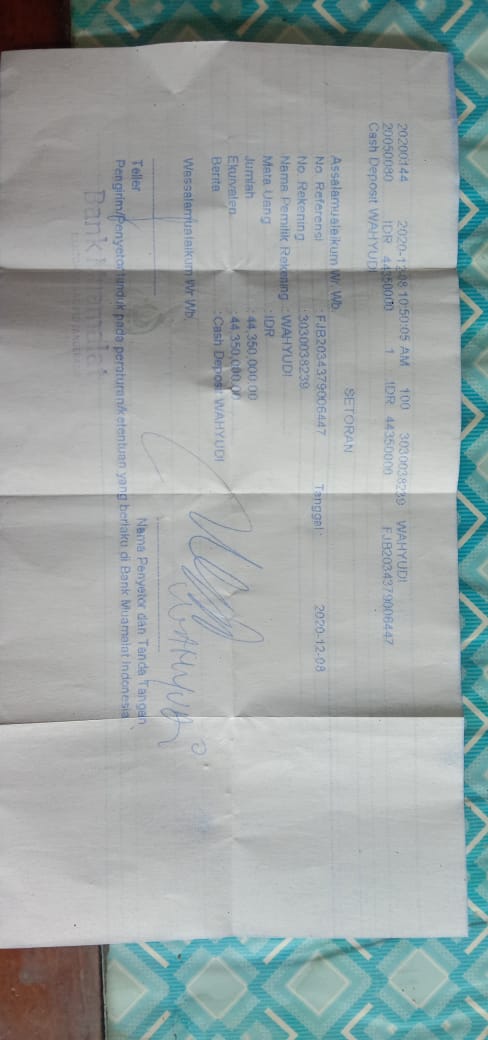 20200144 2020-12-08 10:50:05 AM 100 3030038239 WAHYUDI
20050080 IDR 44350000 1 IDR 44350000 FJB2034379006447
Cash Deposit WAHYUDI
SETORAN
Assalamualaikum Wr. Wb.
No. Referensi : FJB2034379006447 Tanggal : 2020-12-08
No. Rekening : 3030038239
Nama Pemilik Rekening : WAHYUDI
Mata Uang : IDR
Jumlah : 44.350.000.00
Ekuivalen : 44.350.000.00
Berita : Cash Deposit WAHYUDI
Wassalamualaikum Wr Wb.
WAHYUDI
Teller Nama Penyetor dan Tanda Tangan
Pengirim/Penyetor tunduk pada peraturan/ketentuan yang berlaku di Bank Muamalat Indonesia
Bank Muamalat